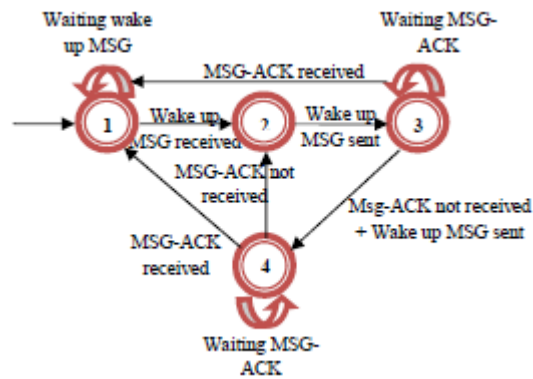 Waiting wake
up MSG
Waiting MSG-
ACK
MSG-ACK received
1
Wake up
MSG received
2
Wake up
MSG sent
3
MSG-ACK not
received
Msg-ACK not received
+ Wake up MSG sent
MSG-ACK
received
4
Waiting MSG-
ACK